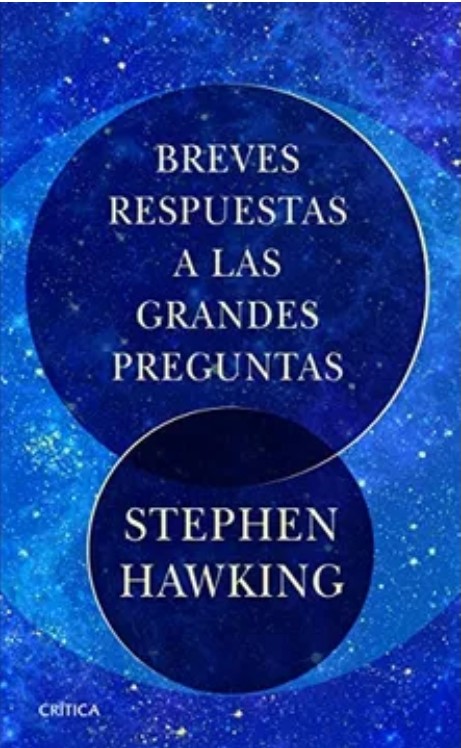 BREVES
RESPUESTAS
A LAS
GRANDES
PREGUNTAS
STEPHEN
HAWKING
CRÍTICA